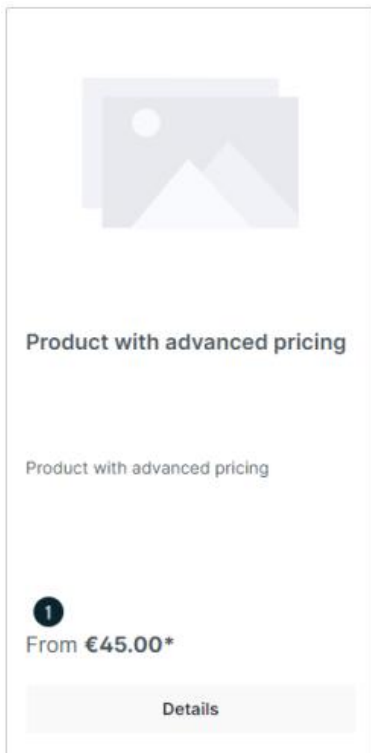 Product with advanced pricing
Product with advanced pricing
1
From €45.00*
Details